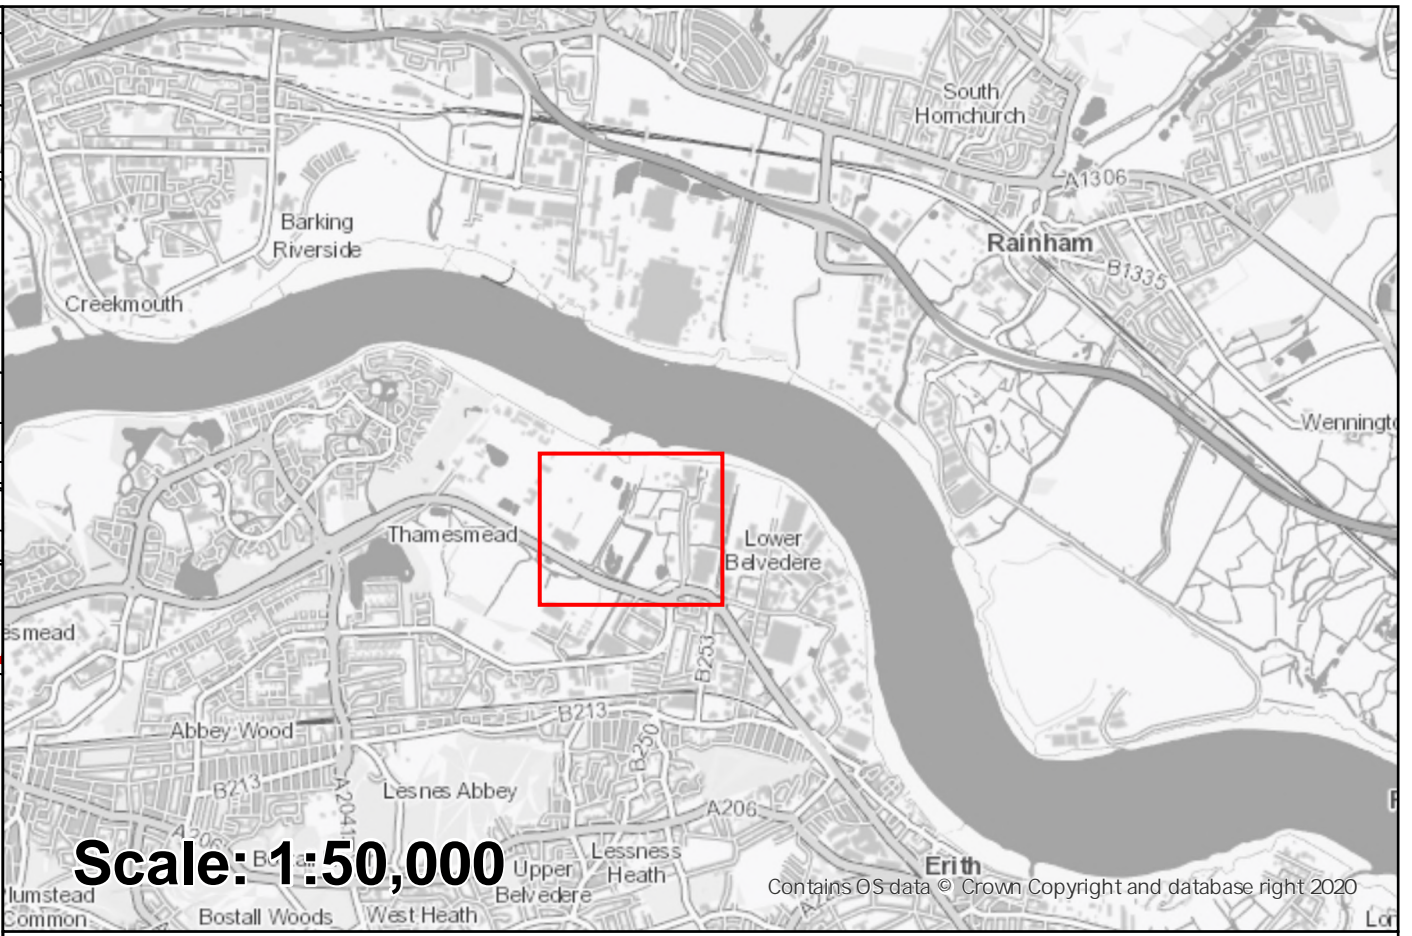 South
Hornchurch
A1306
Barking
Riverside
Rainham
B1335
Creekmouth
Wenningt
Thamesmead
Lower
Belvedere
esmead
B253
B213
Abbey Wood
B250
B213
A2041
Lesnes Abbey
A206
A206
Scale: 1:50,000
Upper
Belvedere
Lessness
Heath
Erith
Contains OS data © Crown Copyright and database right 2020
lumstead
Common
Bostall Woods
West Heath
Lon